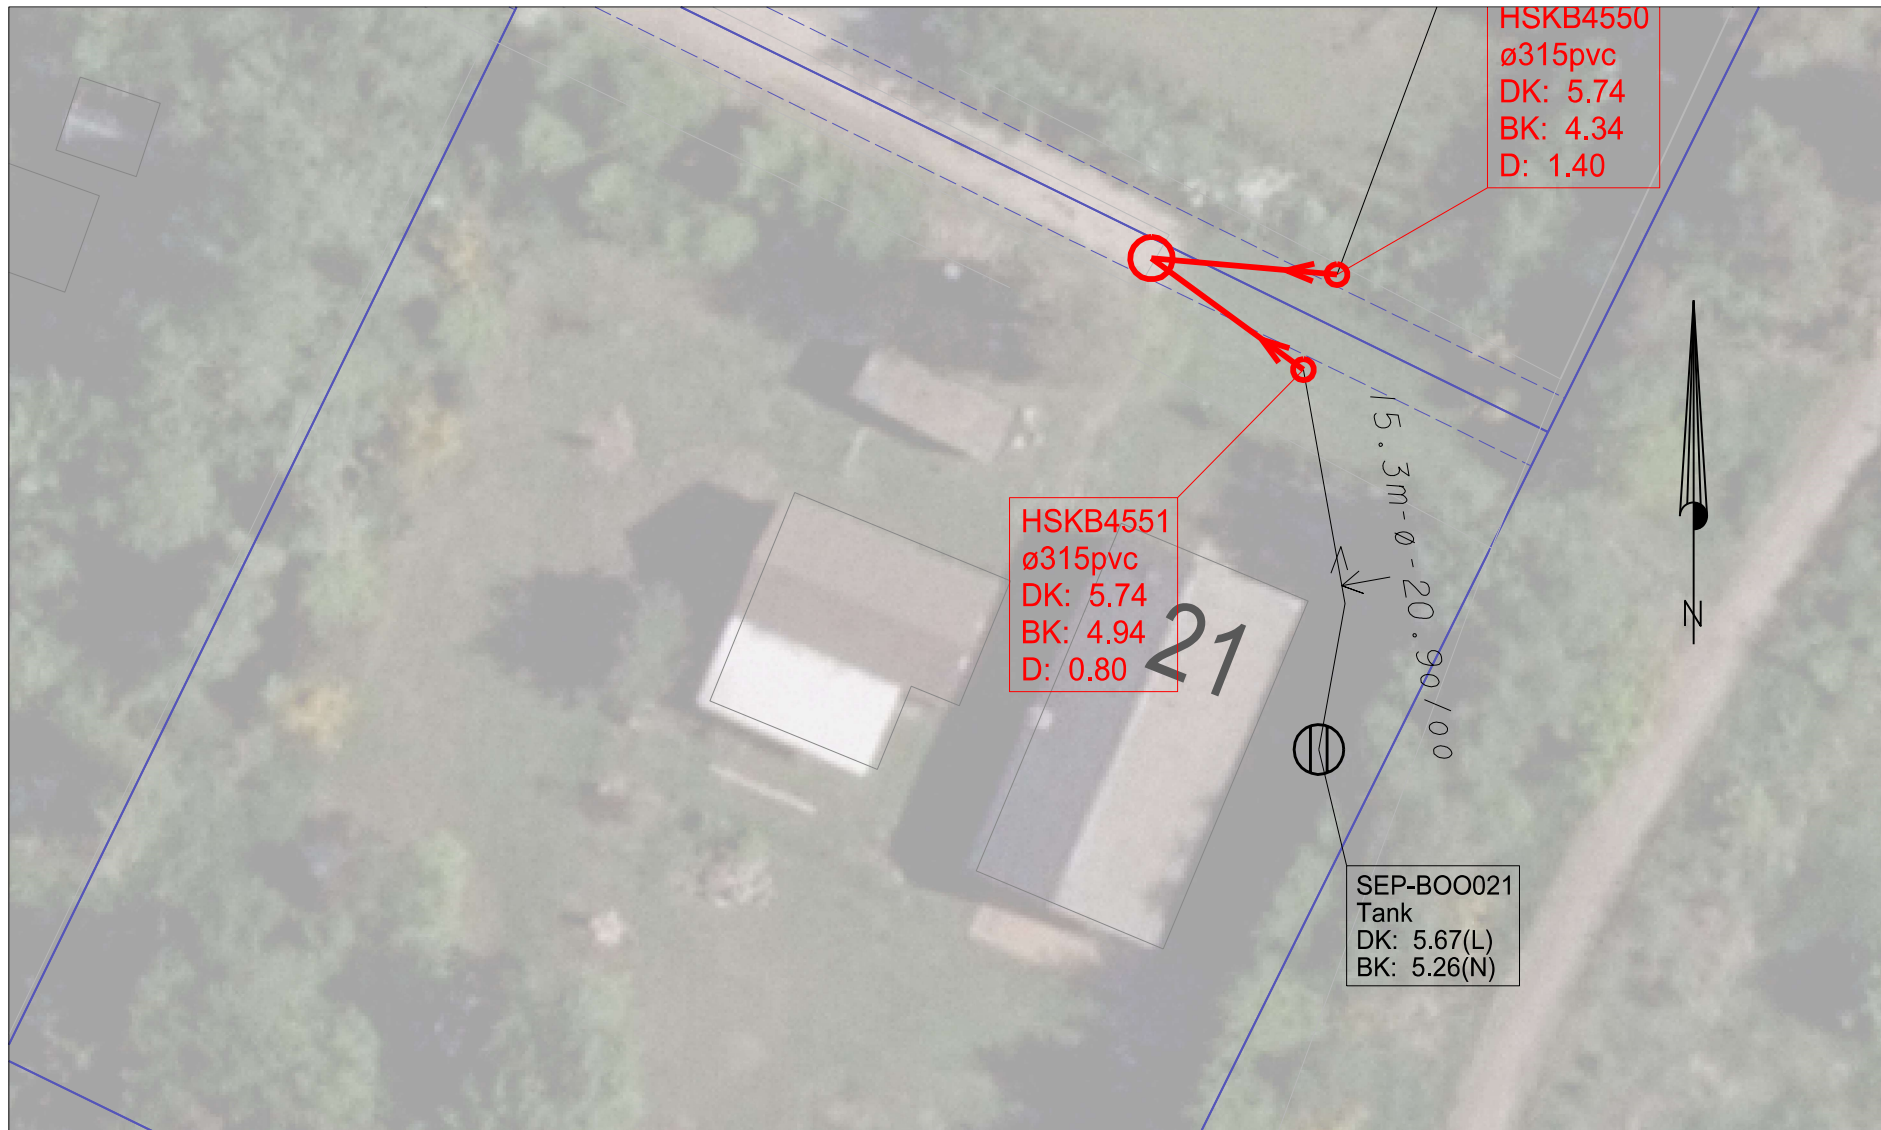 HSKB4550
ø315pvc
DK: 5.74
BK: 4.34
D: 1.40
15.3m-ø-20.90/00
HSKB4551
ø315pvc
DK: 5.74
BK: 4.94
D: 0.80
21
N
SEP-BOO021
Tank
DK: 5.67(L)
BK: 5.26(N)